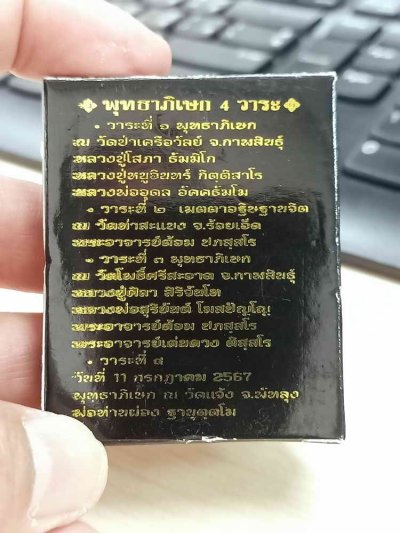 พุทธาภิเษก 4 วาระ
• วาระที่ ๑ พุทธาภิเษก
ณ วัดป่าเครือวัลย์ จ.กาฬสินธุ์
หลวงปู่โสภา ธัมมิโก
หลวงปู่หนูอินทร์ กิตติสาโร
หลวงพ่ออุดล อัคคธัมโม
• วาระที่ ๒ เมตตาอฐิษฐานจิต
ณ วัดท่าสะแบง จ.ร้อยเอ็ด
พระอาจารย์ต้อม ปภสฺสโร
• วาระที่ ๓ พุทธาภิเษก
ณ วัดโพธิ์ศรีสะอาด จ.กาฬสินธุ์
หลวงปู่ศิลา สิริจันโท
หลวงพ่อสุริยันต์ โฆสปัญโญ
พระอาจารย์ต้อม ปภสฺสโร
พระอาจารย์เด่นดวง ติสฺสโร
• วาระที่ ๔
วันที่ 11 กรกฎาคม 2567
พุทธาภิเษก ณ วัดแจ้ง จ.พัทลุง
พ่อท่านผ่อง ฐานุตฺตโม